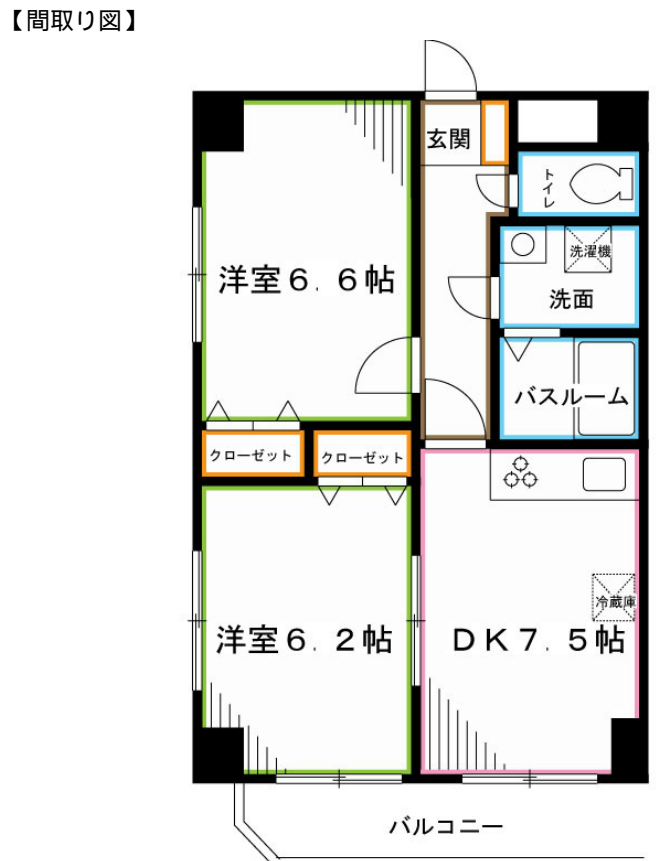 【間取り図】
玄関
トイレ
洗濯機
洋室６．６帖
洗面
バスルーム
クローゼット
クローゼット
冷蔵庫
洋室６．２帖
ＤＫ７．５帖
バルコニー